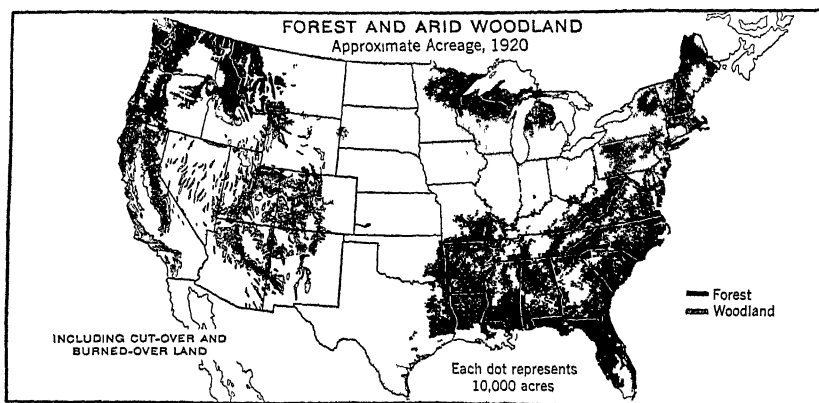 FOREST AND ARID WOODLAND
Approximate Acreage, 1920
Forest
Woodland
INCLUDING CUT-OVER AND
BURNED-OVER LAND
Each dot represents
10,000 acres